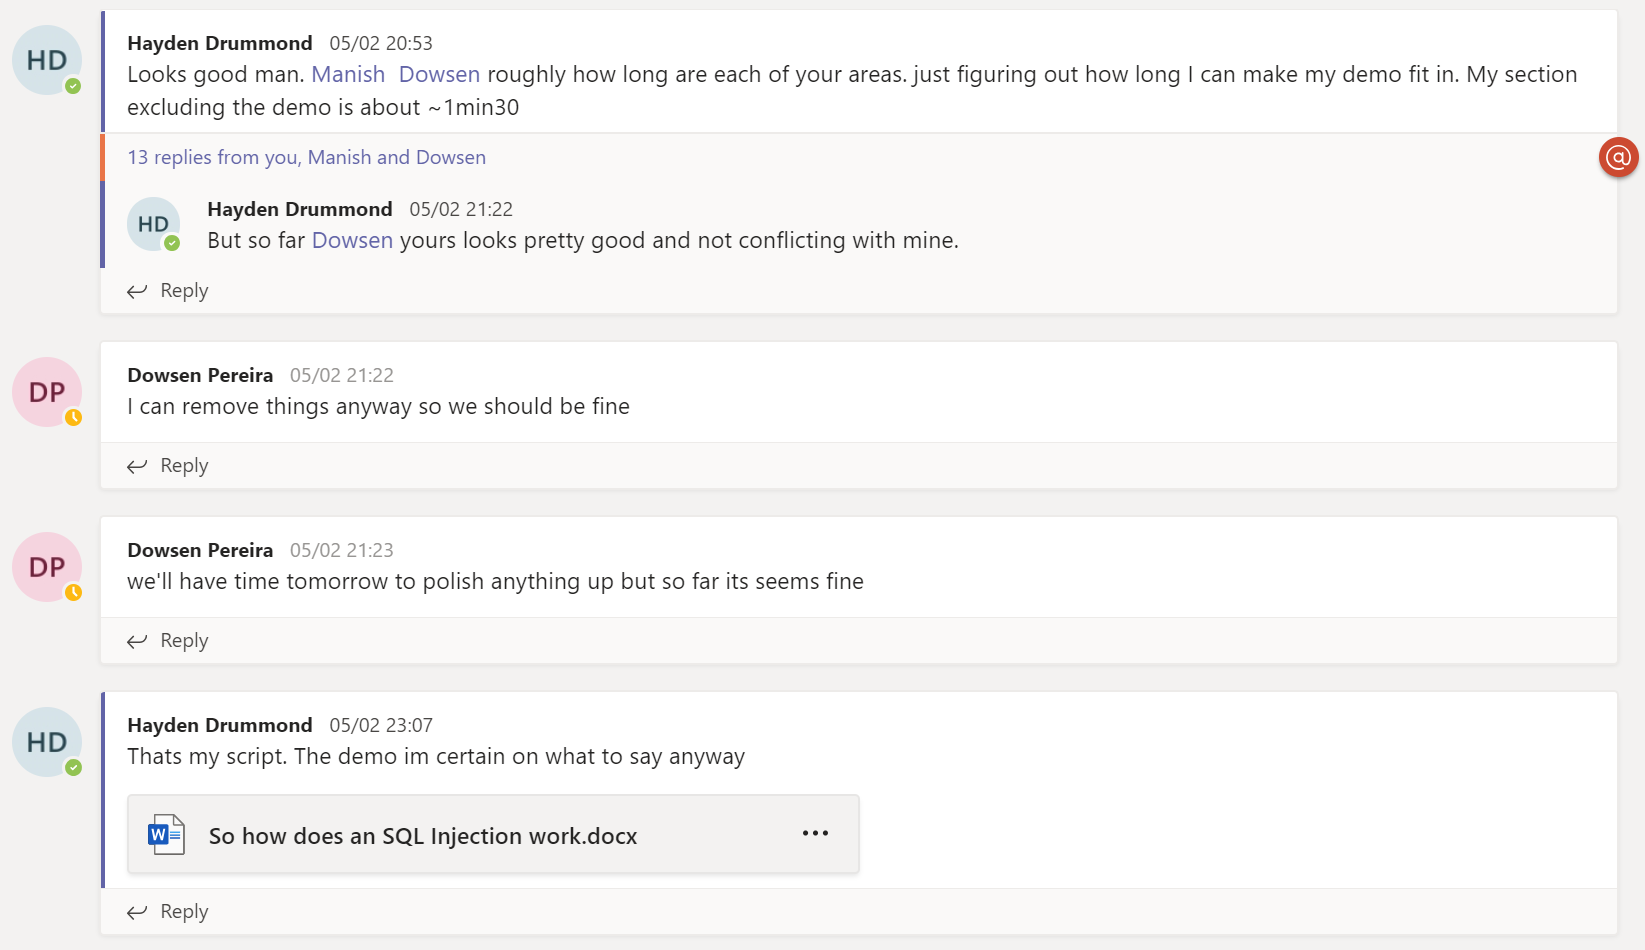 HD
Hayden Drummond 05/02 20:53
Looks good man. Manish Dowsen roughly how long are each of your areas. just figuring out how long I can make my demo fit in. My section
excluding the demo is about ~1min30
13 replies from you, Manish and Dowsen
@
HD
Hayden Drummond 05/02 21:22
But so far Dowsen yours looks pretty good and not conflicting with mine.
Reply
DP
Dowsen Pereira 05/02 21:22
I can remove things anyway so we should be fine
Reply
DP
Dowsen Pereira 05/02 21:23
we'll have time tomorrow to polish anything up but so far its seems fine
Reply
HD
Hayden Drummond 05/02 23:07
Thats my script. The demo im certain on what to say anyway
W
So how does an SQL Injection work.docx
Reply